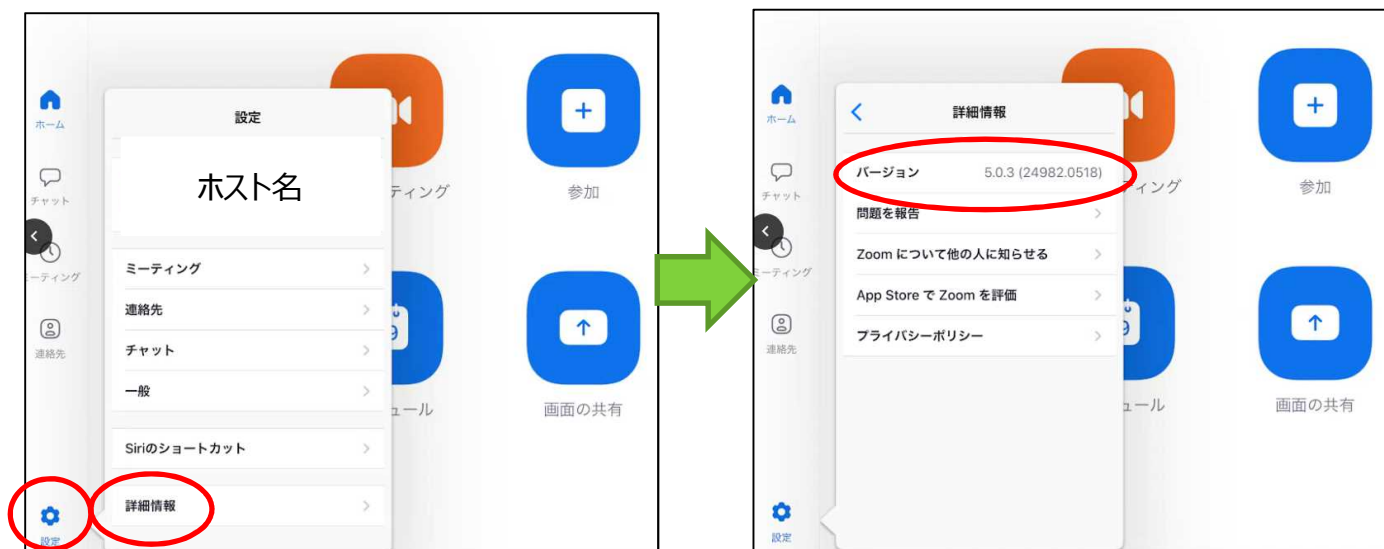 設定
ホーム
ホスト名
ティング
参加
チャット
ミーティング
ミーティング
連絡先
チャット
連絡先
一般
ュール
画面の共有
Siriのショートカット
詳細情報
設定
詳細情報
ホーム
バージョン 5.0.3 (24982.0518)
ティング
参加
チャット
問題を報告
Zoom について他の人に知らせる
ミーティング
App Store で Zoom を評価
プライバシーポリシー
連絡先
ュール
画面の共有
設定